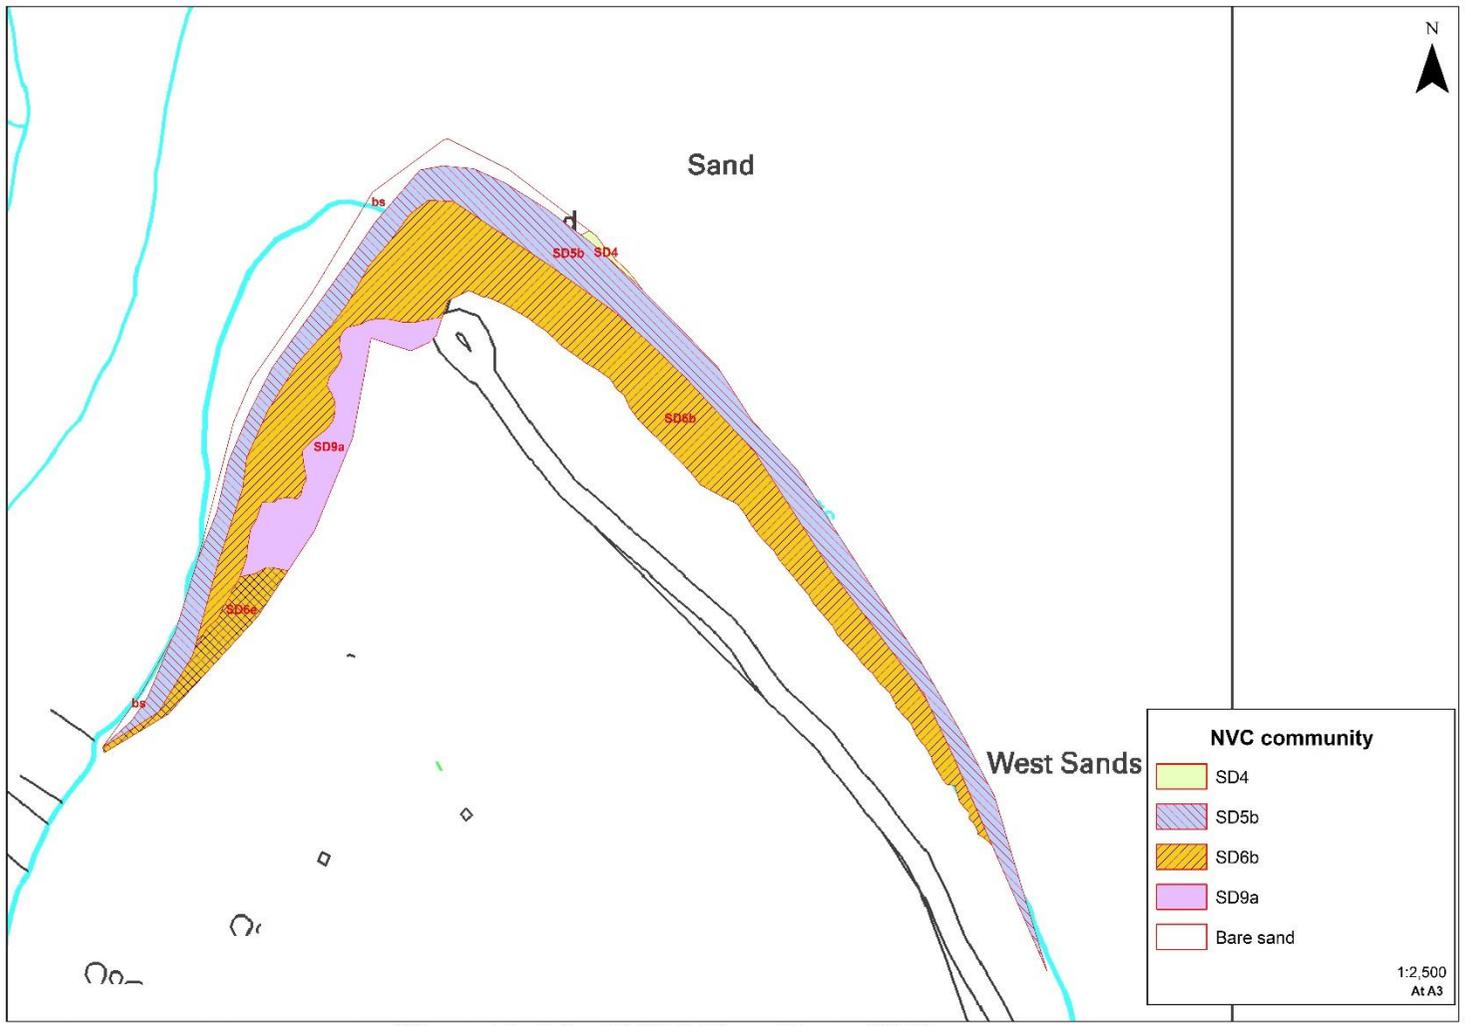 N
Sand
bs
d
SD5b
SD4
SD6b
SD9a
SD6e
bs
West Sands
NVC community
SD4
SD5b
SD6b
SD9a
Bare sand
1:2,500
At A3